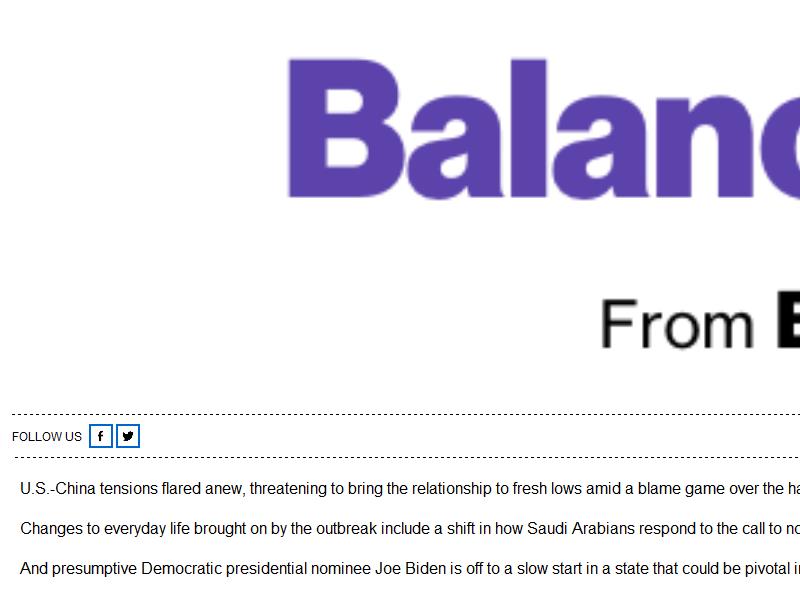 From
FOLLOW US
U.S.-China tensions flared anew, threatening to bring the relationship to fresh lows amid a blame game over the
Changes to everyday life brought on by the outbreak include a shift in how Saudi Arabians respond to the call to
And presumptive Democratic presidential nominee Joe Biden is off to a slow start in a state that could be pivotal